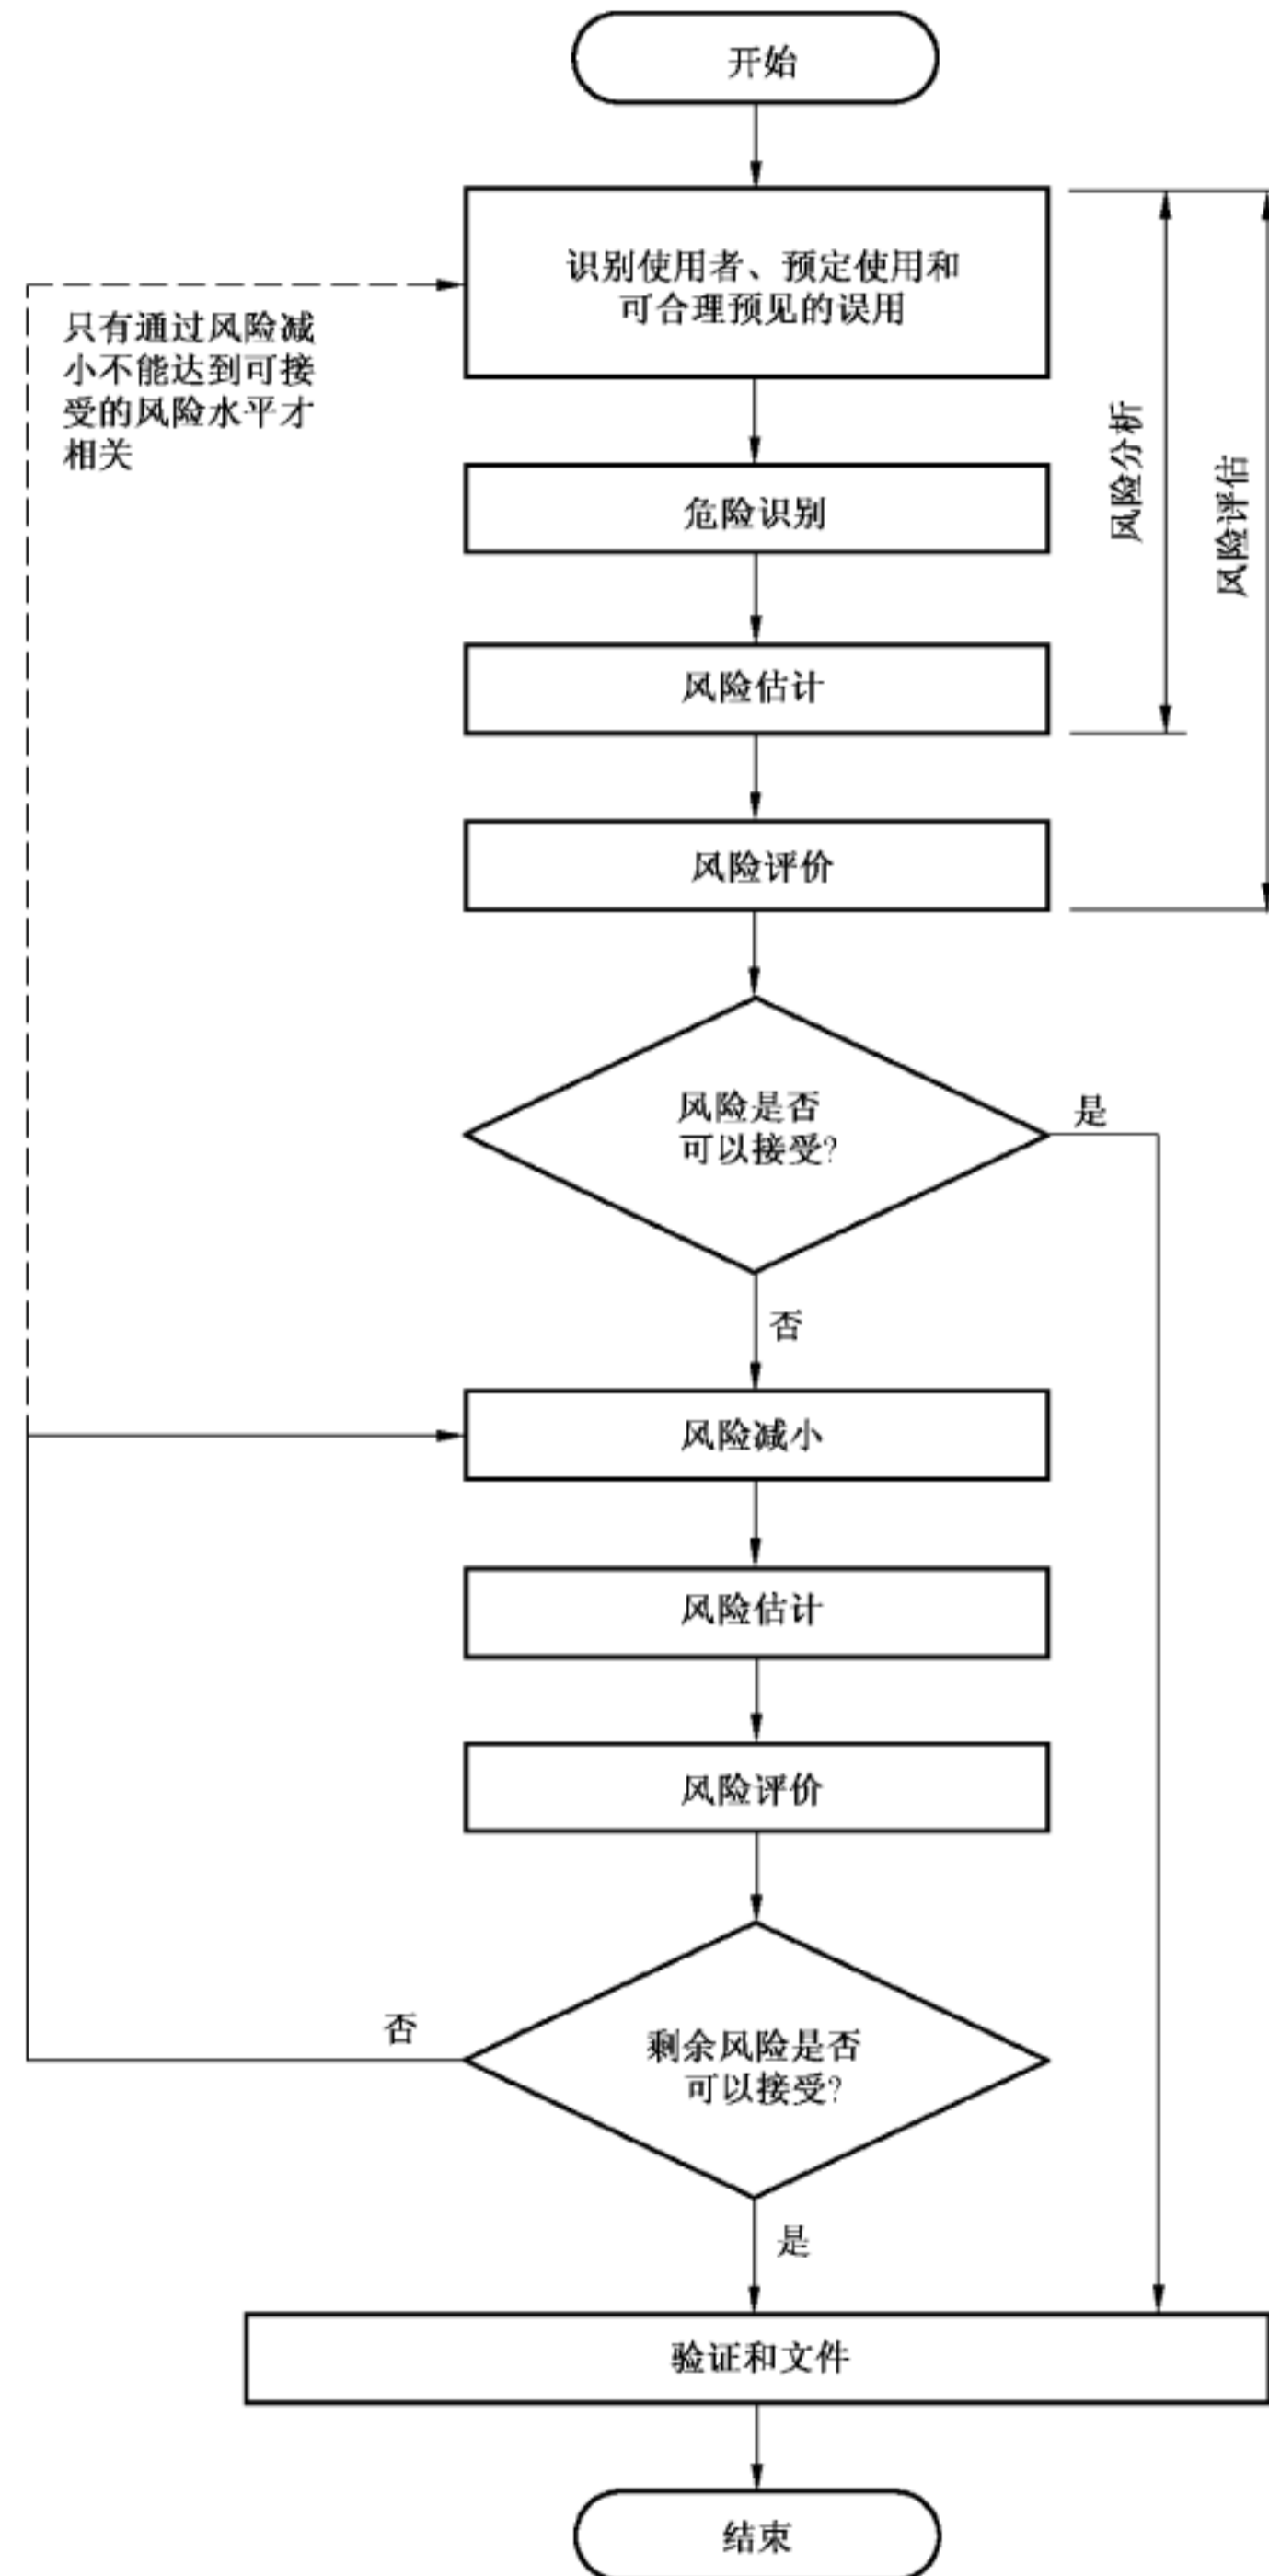 开始
识别使用者、预定使用和
可合理预见的误用
只有通过风险减
小不能达到可接
受的风险水平才
相关
危险识别
风险分析
风险评估
风险估计
风险评价
风险是否
可以接受?
是
否
风险减小
风险估计
风险评价
否
剩余风险是否
可以接受?
是
验证和文件
结束